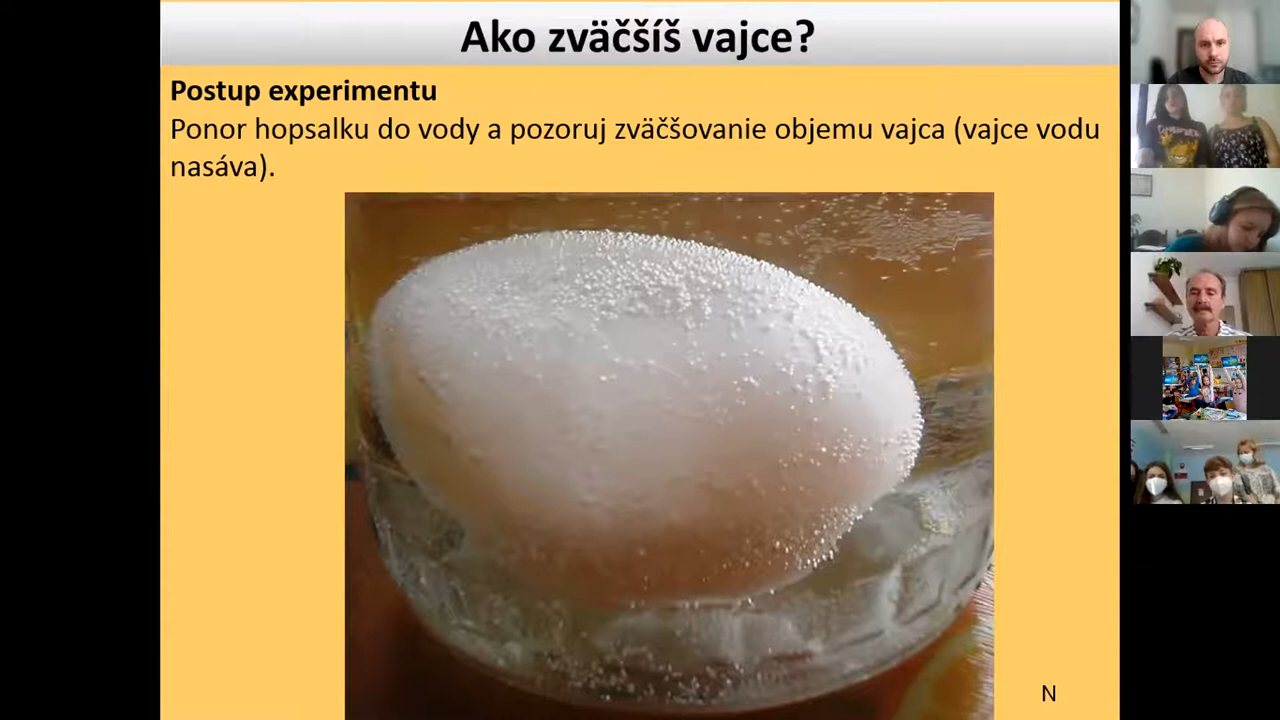 Ako zväčšíš vajce?
Postup experimentu
Ponor hopsalku do vody a pozoruj zväčšovanie objemu vajca (vajce vodu
nasáva).
N